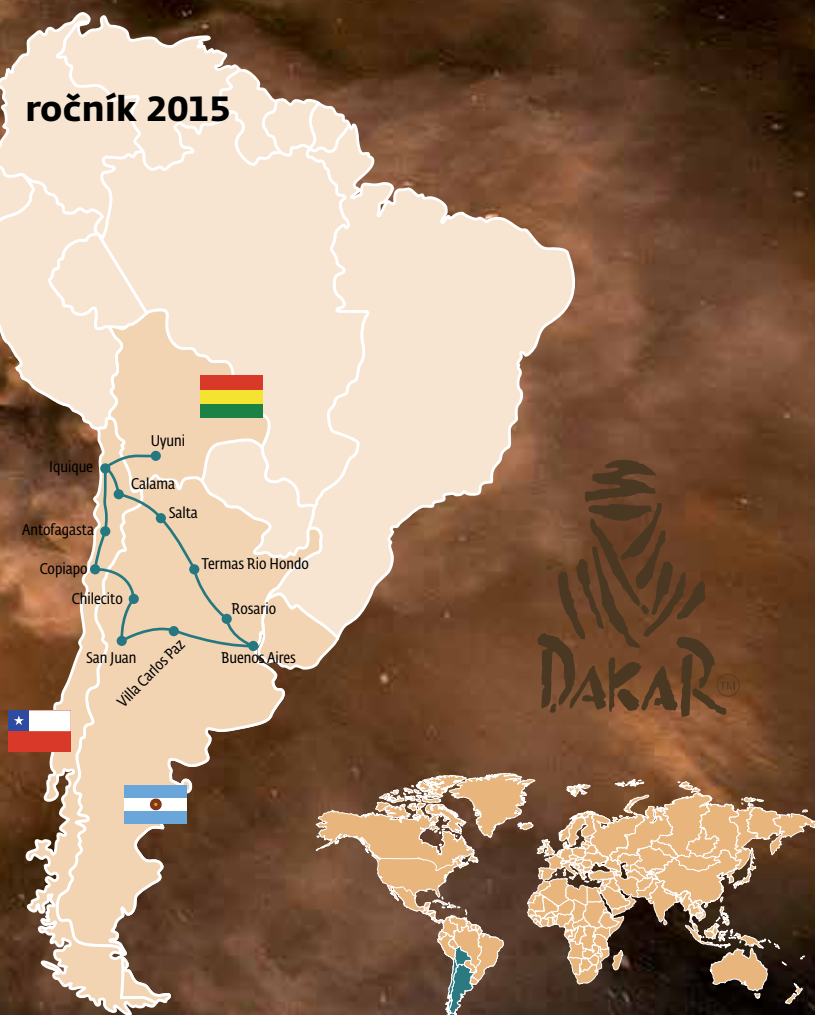 ročník 2015
Uyuni
Iquique
Calama
Salta
Antofagasta
Termas Rio Hondo
Copiapo
Chilecito
Rosario
San Juan
Villa Carlos Paz
Buenos Aires
DAKAR
TM